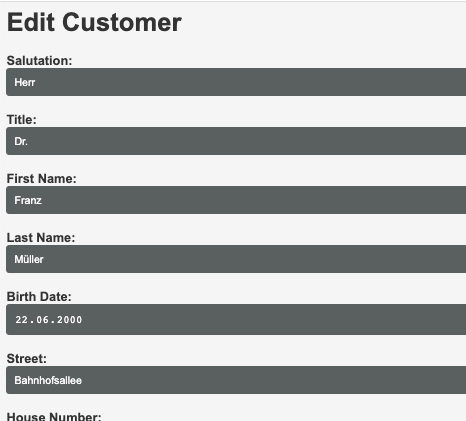 Edit Customer
Salutation:
Herr
Title:
Dr.
First Name:
Franz
Last Name:
Müller
Birth Date:
22.06.2000
Street:
Bahnhofsallee
House Number: